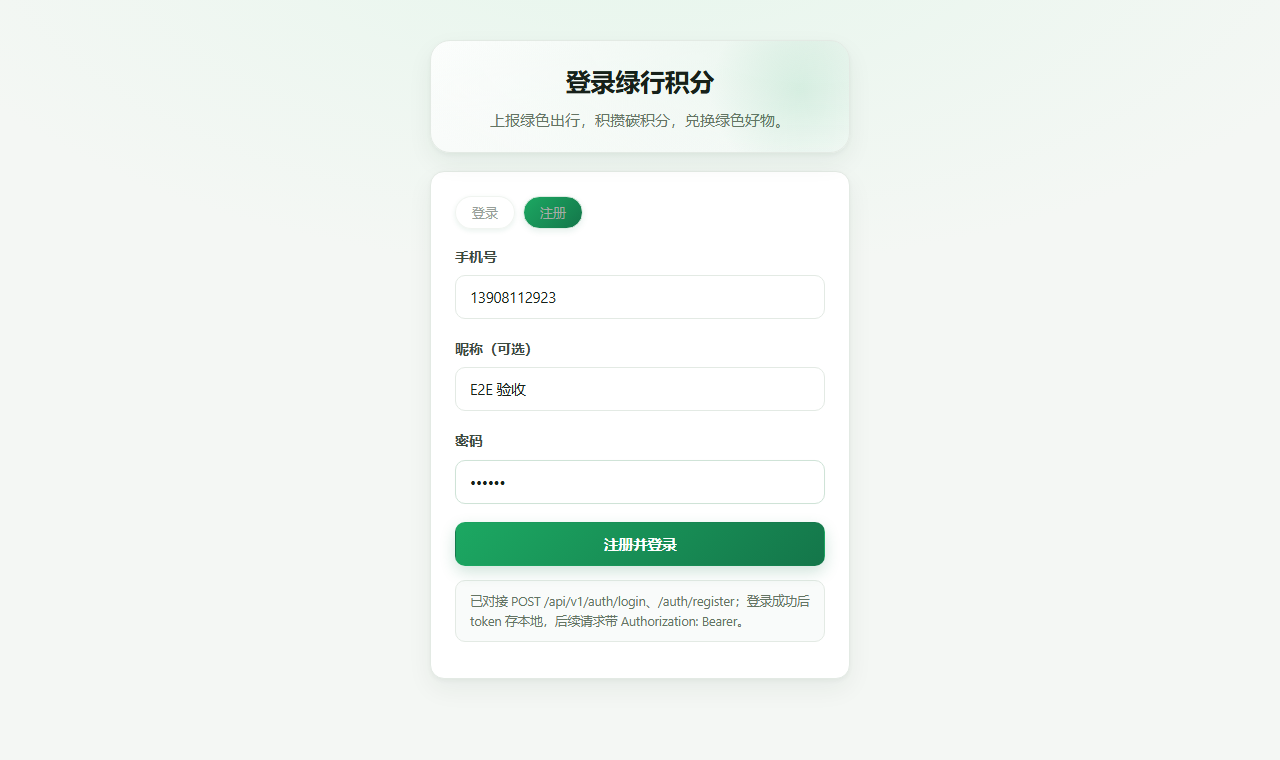 登录绿行积分
上报绿色出行，积攒碳积分，兑换绿色好物。
登录 注册
手机号
13908112923
昵称（可选）
E2E 验收
密码
••••••
注册并登录
已对接 POST /api/v1/auth/login、/auth/register；登录成功后
token 存本地，后续请求带 Authorization: Bearer。